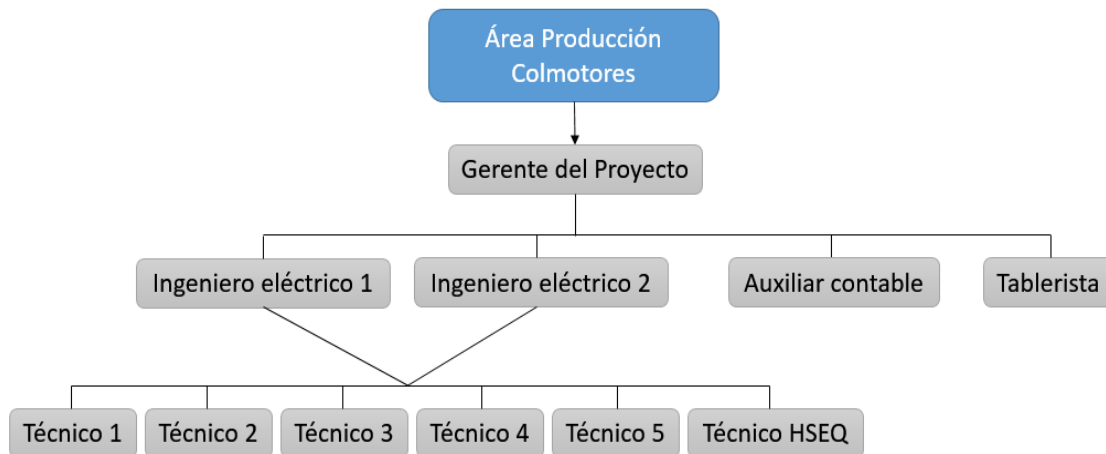 Área Producción
Colmotores
Gerente del Proyecto
Ingeniero eléctrico 1
Ingeniero eléctrico 2
Auxiliar contable
Tablerista
Técnico 1
Técnico 2
Técnico 3
Técnico 4
Técnico 5
Técnico HSEQ